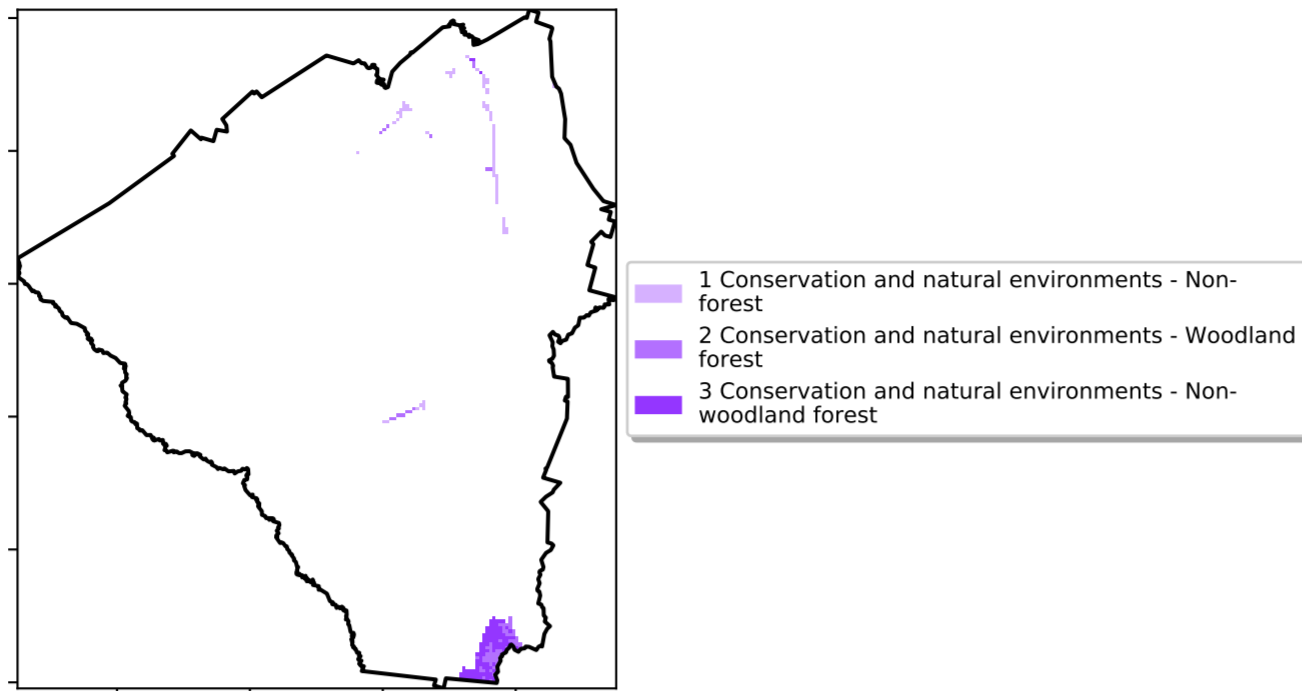 1 Conservation and natural environments - Non-
forest
2 Conservation and natural environments - Woodland
forest
3 Conservation and natural environments - Non-
woodland forest